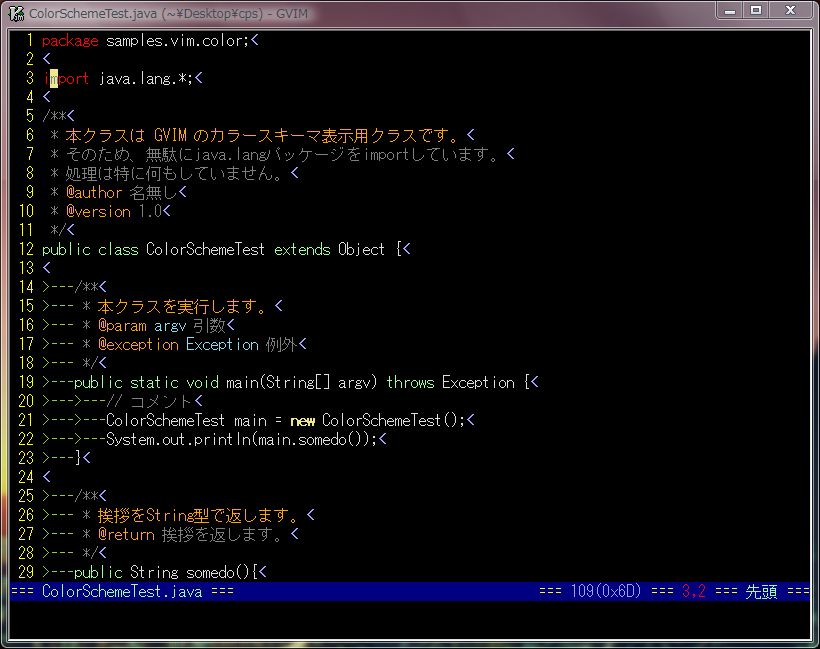 ColorSchemeTest.java (~¥Desktop¥cps) - GVIM
1 package samples.vim.color;<
2 <
3 import java.lang.*;<
4 <
5 /**<
6  * 本クラスは GVIM のカラースキーマ表示用クラスです。<
7  * そのため、無駄にjava.langパッケージをimportしています。<
8  * 処理は特に何もしていません。<
9  * @author 名無し<
10  * @version 1.0<
11  */<
12 public class ColorSchemeTest extends Object {<
13 <
14 >---/**<
15 >--- * 本クラスを実行します。<
16 >--- * @param argv 引数<
17 >--- * @exception Exception 例外<
18 >--- */<
19 >---public static void main(String[] argv) throws Exception {<
20 >--->---// コメント<
21 >--->---ColorSchemeTest main = new ColorSchemeTest();<
22 >--->---System.out.println(main.somedo());<
23 >---}<
24 <
25 >---/**<
26 >--- * 挨拶をString型で返します。<
27 >--- * @return 挨拶を返します。<
28 >--- */<
29 >---public String somedo(){<
=== ColorSchemeTest.java === === 109(0x6D) === 3,2 === 先頭 ===